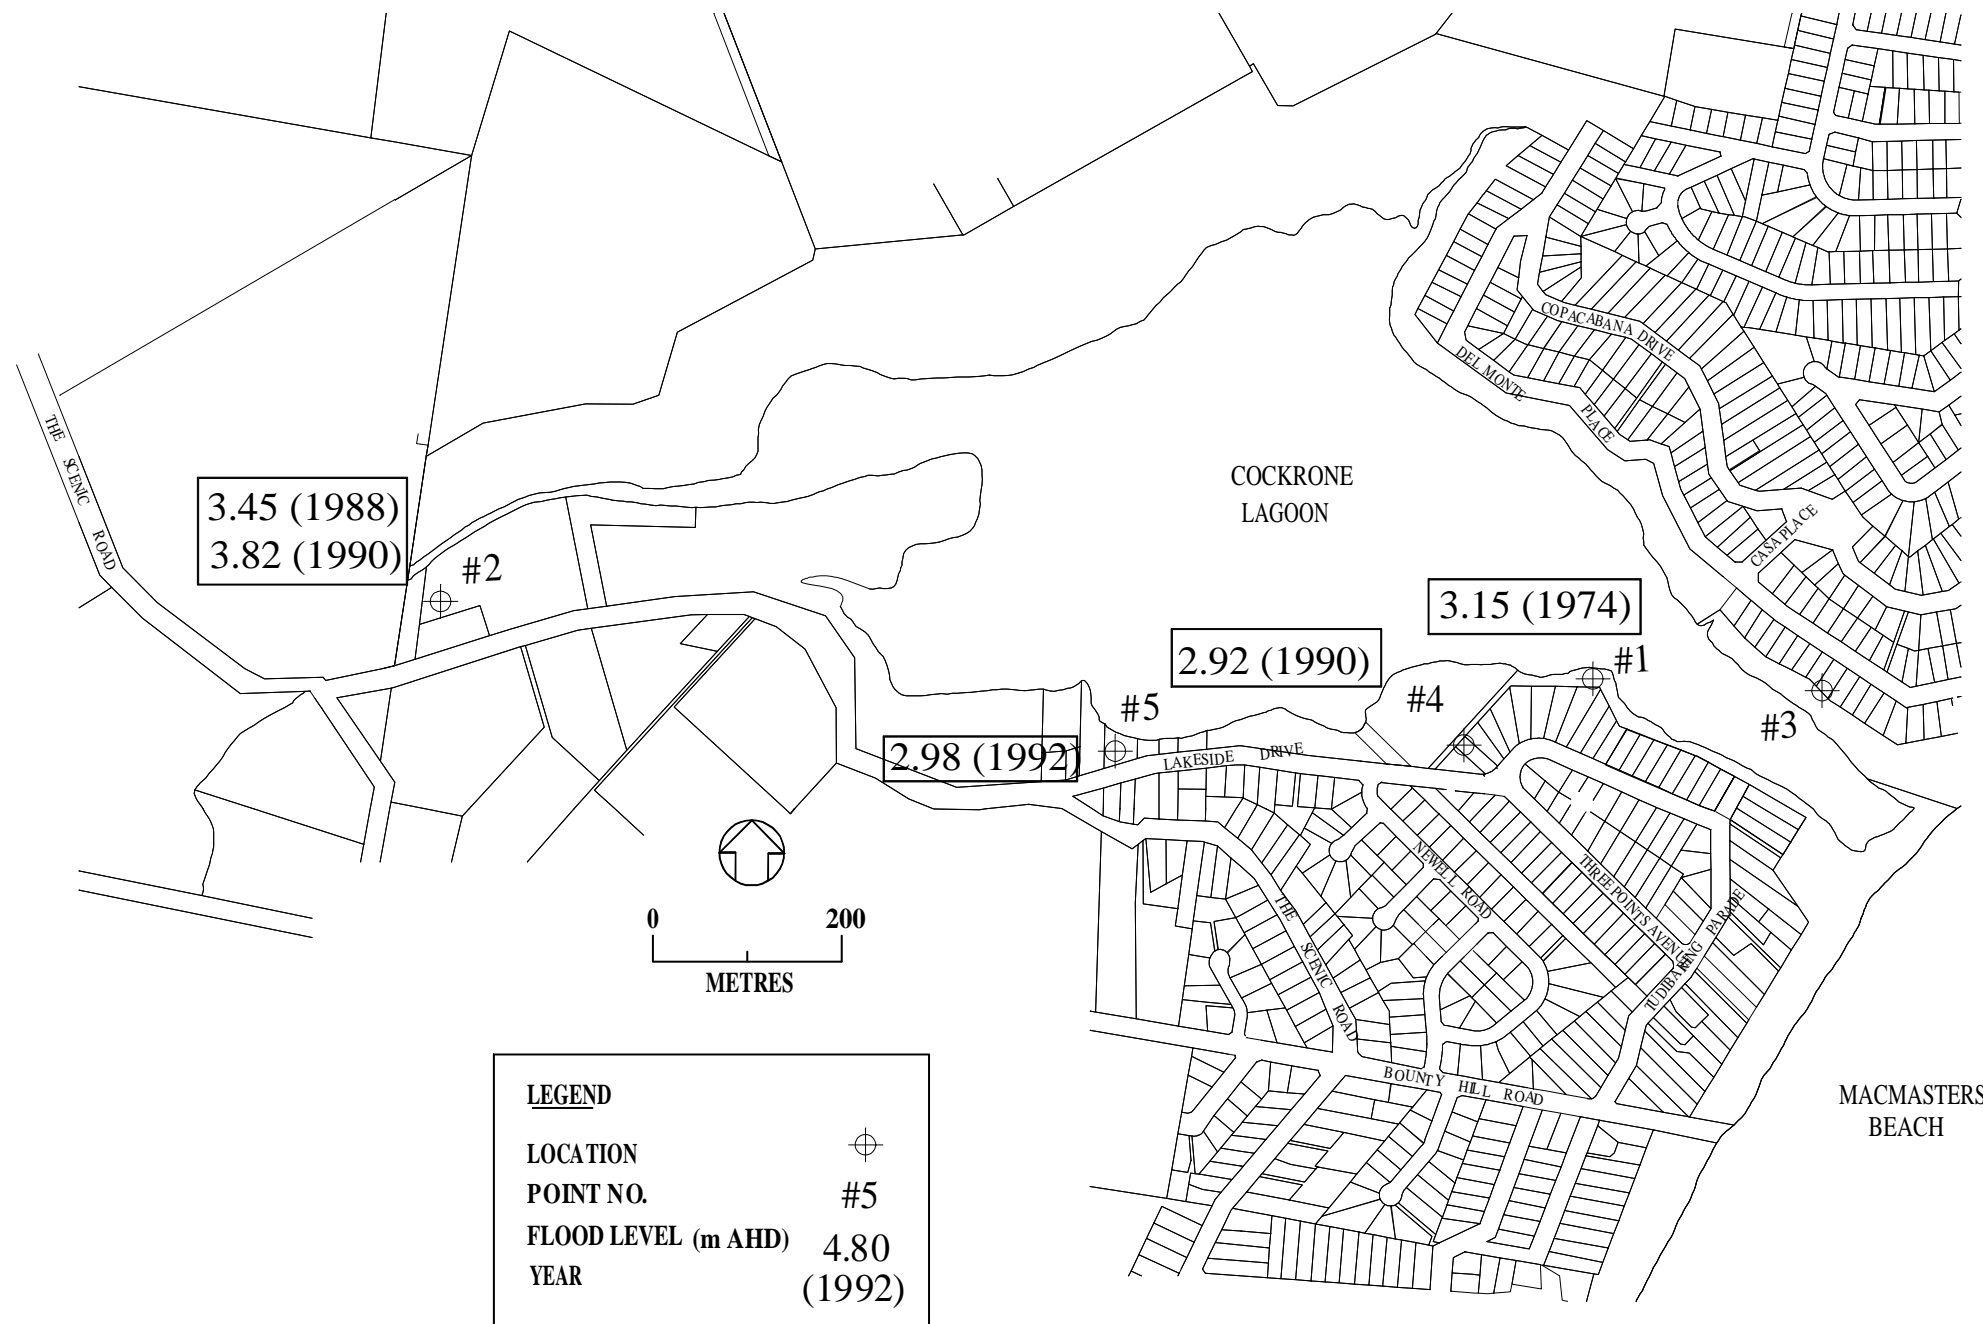 COPACABANA DRIVE
DEL MONTE
PLACE
THE SCENIC ROAD
COCKRONE
LAGOON
3.45 (1988)
3.82 (1990)
#2
CASA PLACE
3.15 (1974)
2.92 (1990)
#1
#4
#5
#3
2.98 (1992)
LAKESIDE DRIVE
NEWELL ROAD
THREE POINTS AVENUE
TUDIBARING PARADE
THE SCENIC ROAD
0 200
METRES
BOUNTY HILL ROAD
MACMASTERS
BEACH
LEGEND
LOCATION
POINT NO. #5
FLOOD LEVEL (m AHD) 4.80
YEAR (1992)